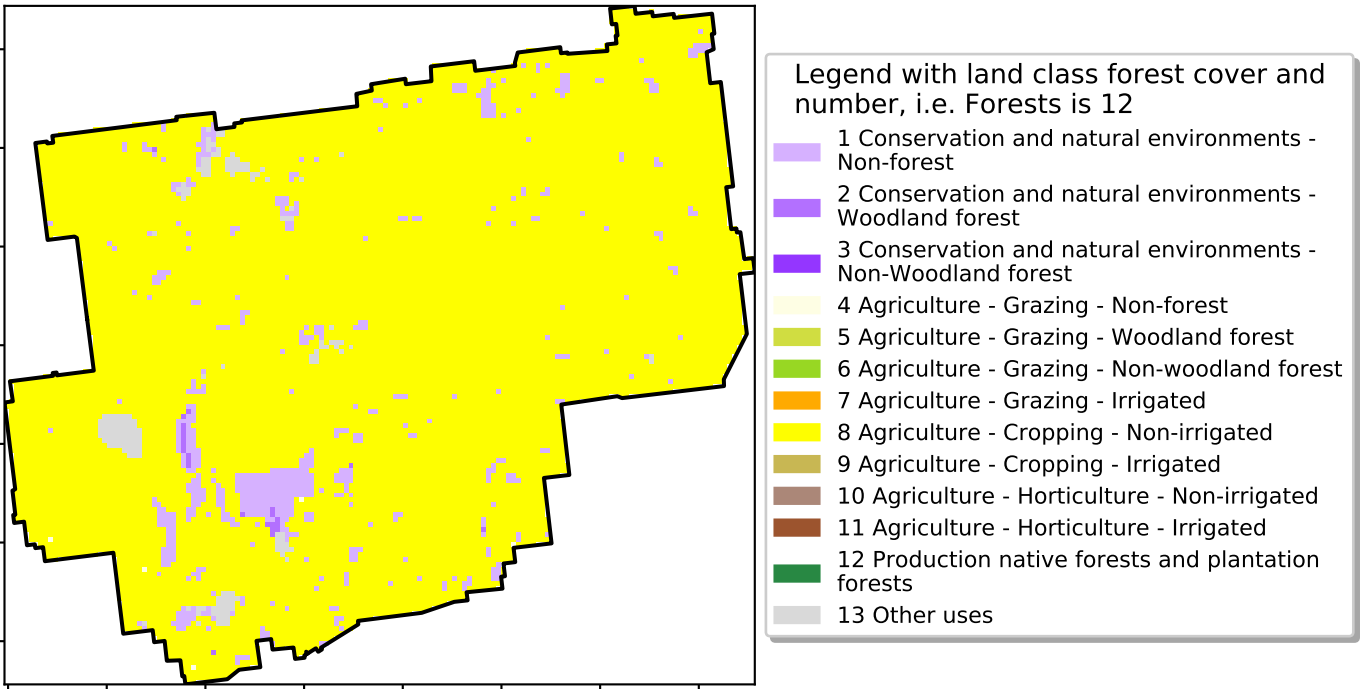 Legend with land class forest cover and
number, i.e. Forests is 12
1 Conservation and natural environments -
Non-forest
2 Conservation and natural environments -
Woodland forest
3 Conservation and natural environments -
Non-Woodland forest
4 Agriculture - Grazing - Non-forest
5 Agriculture - Grazing - Woodland forest
6 Agriculture - Grazing - Non-woodland forest
7 Agriculture - Grazing - Irrigated
8 Agriculture - Cropping - Non-irrigated
9 Agriculture - Cropping - Irrigated
10 Agriculture - Horticulture - Non-irrigated
11 Agriculture - Horticulture - Irrigated
12 Production native forests and plantation
forests
13 Other uses